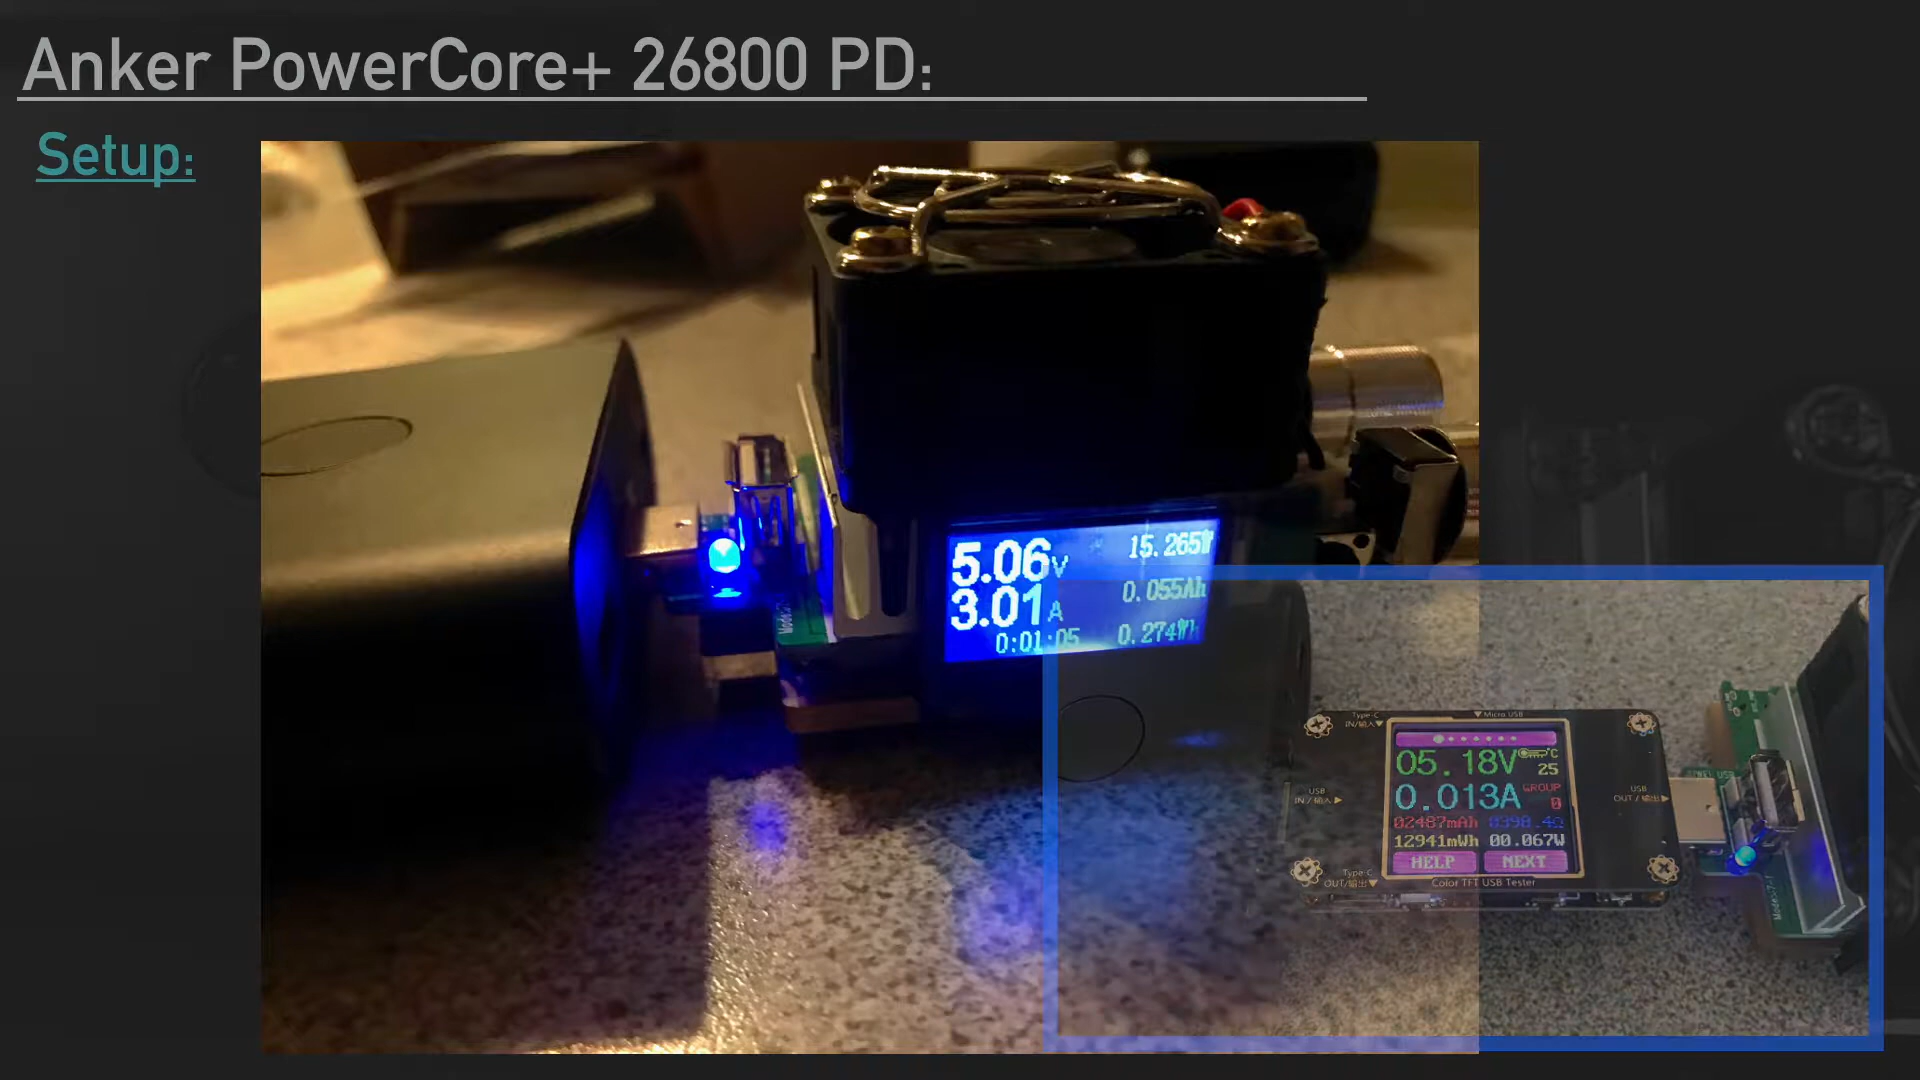 Anker PowerCore+ 26800 PD:
Setup:
5.06V
15.265W
3.01A
0.055Ah
0:01:05
0.274Wh
Type-C
IN/输入▼
▼Micro USB
05.18V
°C
25
0.013A
GROUP
0
02487mAh
0398.4Ω
12941mWh
00.067W
HELP
NEXT
USB
IN / 输入▶
USB
OUT / 输出▶
Type-C
OUT/输出▼
Color TFT USB Tester